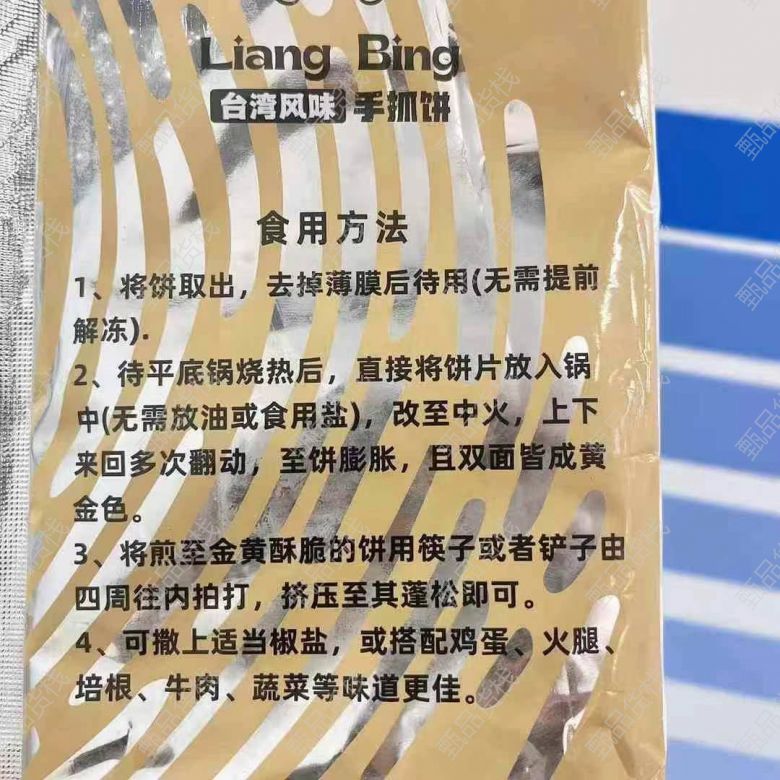 Liang Bing
台湾风味 手抓饼
食用方法
1、将饼取出，去掉薄膜后待用(无需提前
解冻).
2、待平底锅烧热后，直接将饼片放入锅
中(无需放油或食用盐)，改至中火，上下
来回多次翻动，至饼膨胀，且双面皆成黄
金色。
3、将煎至金黄酥脆的饼用筷子或者铲子由
四周往内拍打，挤压至其蓬松即可。
4、可撒上适当椒盐，或搭配鸡蛋、火腿、
培根、牛肉、蔬菜等味道更佳。
甄品货栈